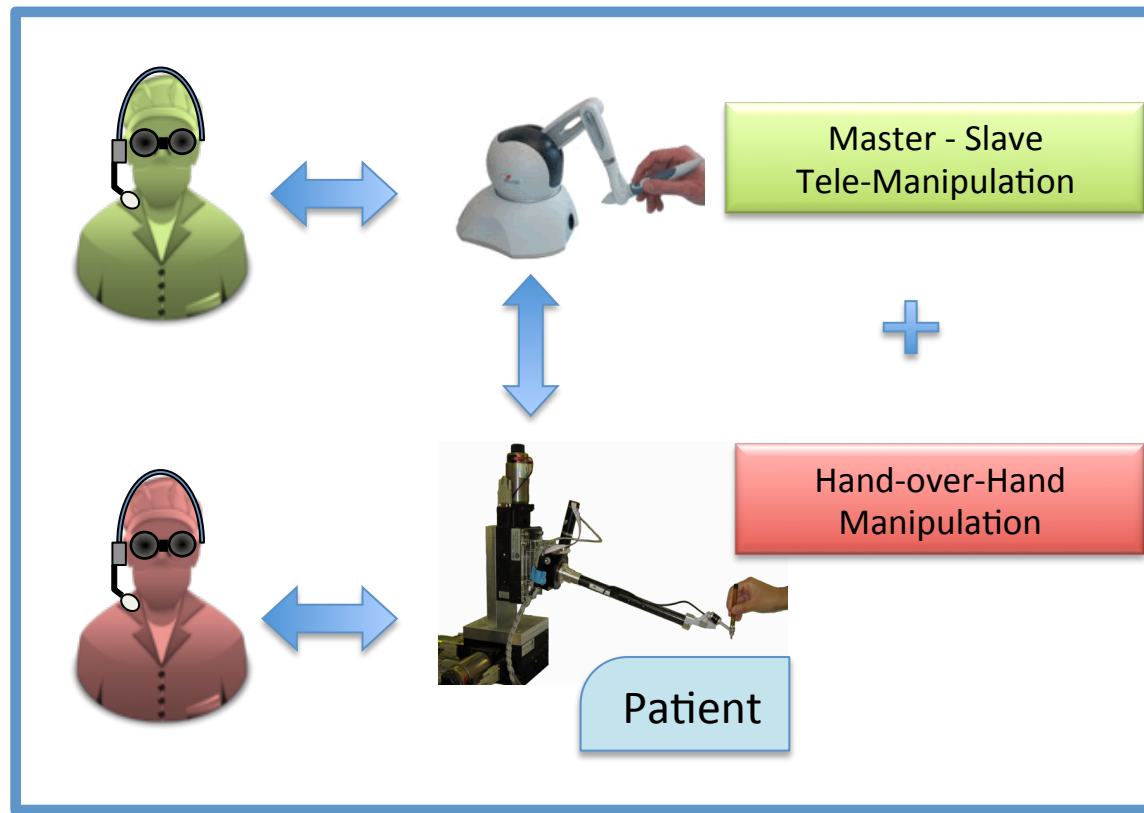 Master - Slave
Tele-Manipulation
Hand-over-Hand
Manipulation
Patient